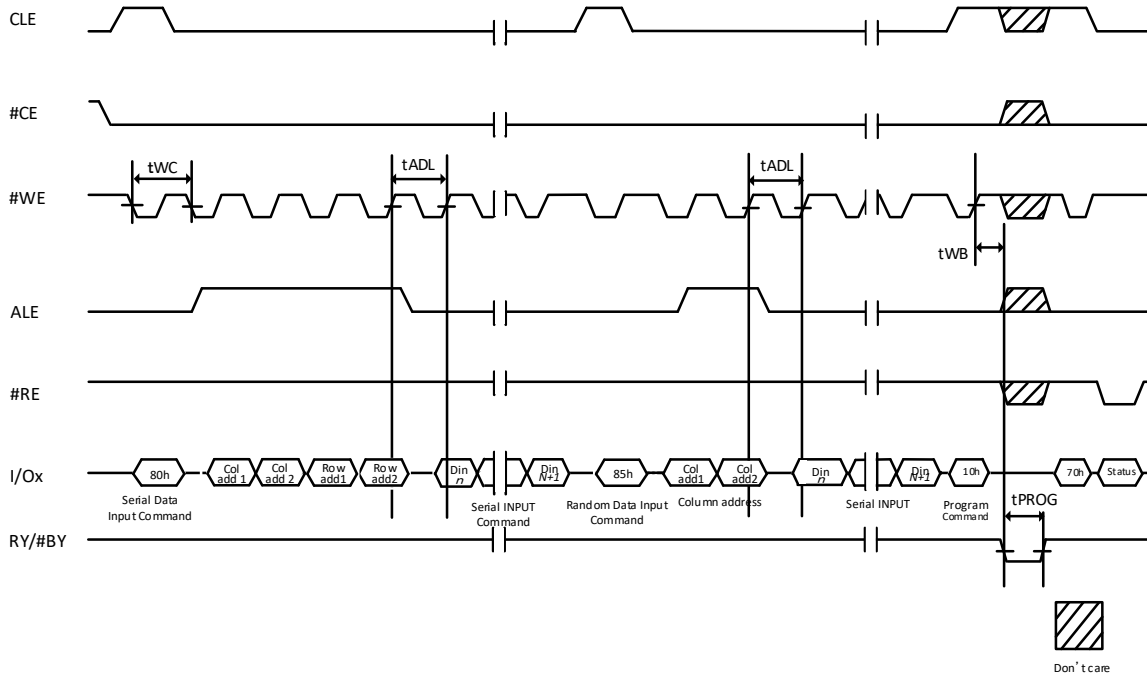 CLE
#CE
tWC
tADL
tADL
#WE
tWB
ALE
#RE
I/Ox
80h
Col
add 1
Col
add 2
Row
add1
Row
add2
Din
n
Din
N+1
85h
Col
add1
Col
add2
Din
n
Din
N+1
10h
70h
Status
Serial Data
Input Command
Serial INPUT
Command
Random Data Input
Command
Column address
Serial INPUT
Program
Command
tPROG
RY/#BY
Don't care